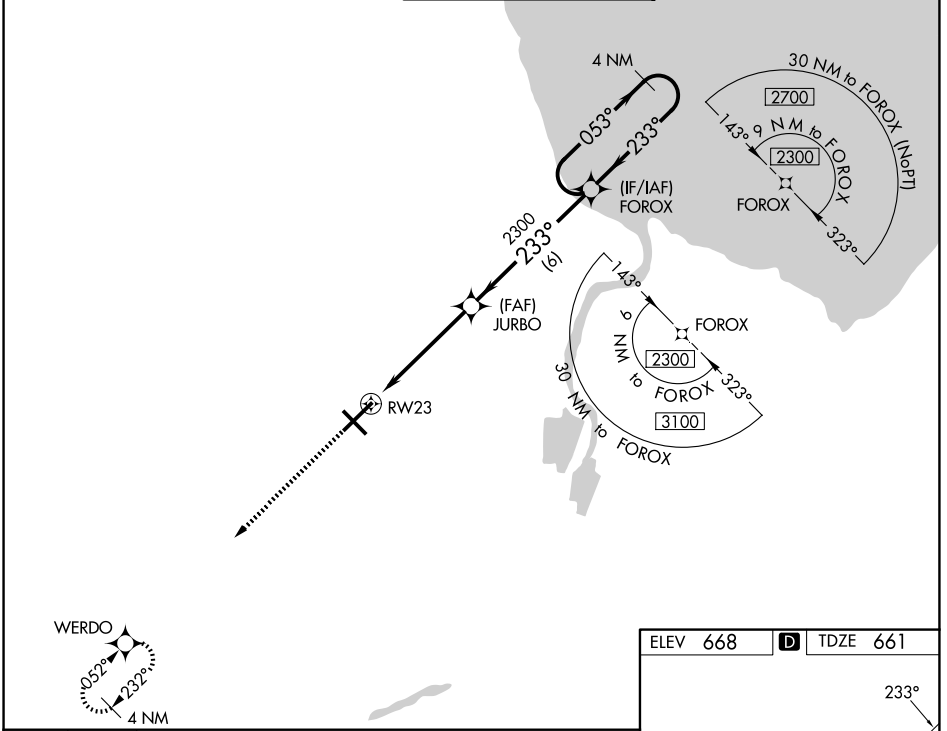 4 NM
053°
233°
(IF/IAF)
FOROX
30 NM to FOROX (NoPT)
2700
143°
9 NM to FOROX
2300
FOROX
323°
2300
233°
(6)
(FAF)
JURBO
RW23
143°
FOROX
9 NM to FOROX
2300
323°
30 NM to FOROX
3100
WERDO
052°
232°
4 NM
ELEV 668 D TDZE 661
233°